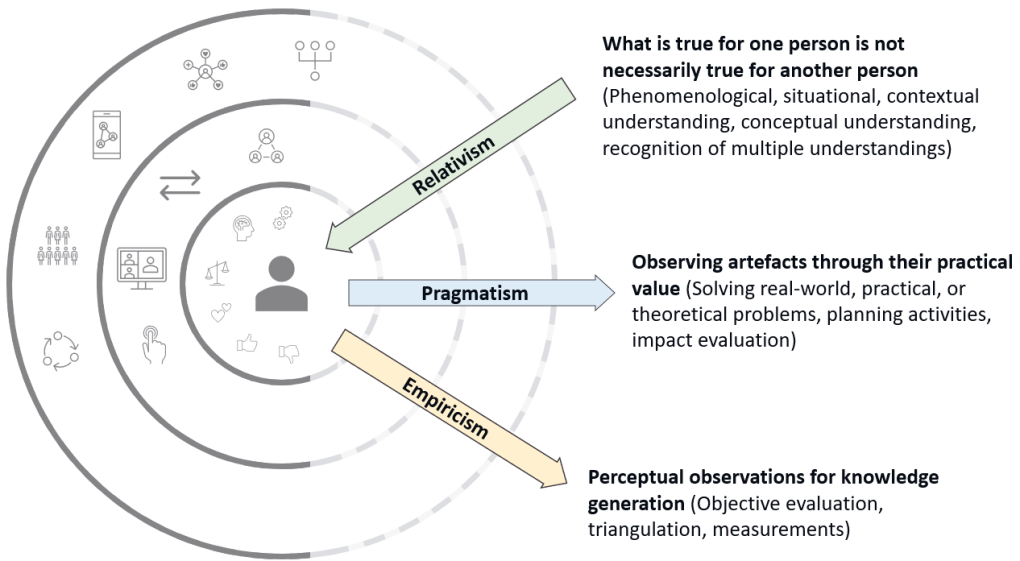 What is true for one person is not
necessarily true for another person
(Phenomenological, situational, contextual
understanding, conceptual understanding,
recognition of multiple understandings)
Relativism
Observing artefacts through their practical
value (Solving real-world, practical, or
theoretical problems, planning activities,
impact evaluation)
Pragmatism
Empiricism
Perceptual observations for knowledge
generation (Objective evaluation,
triangulation, measurements)